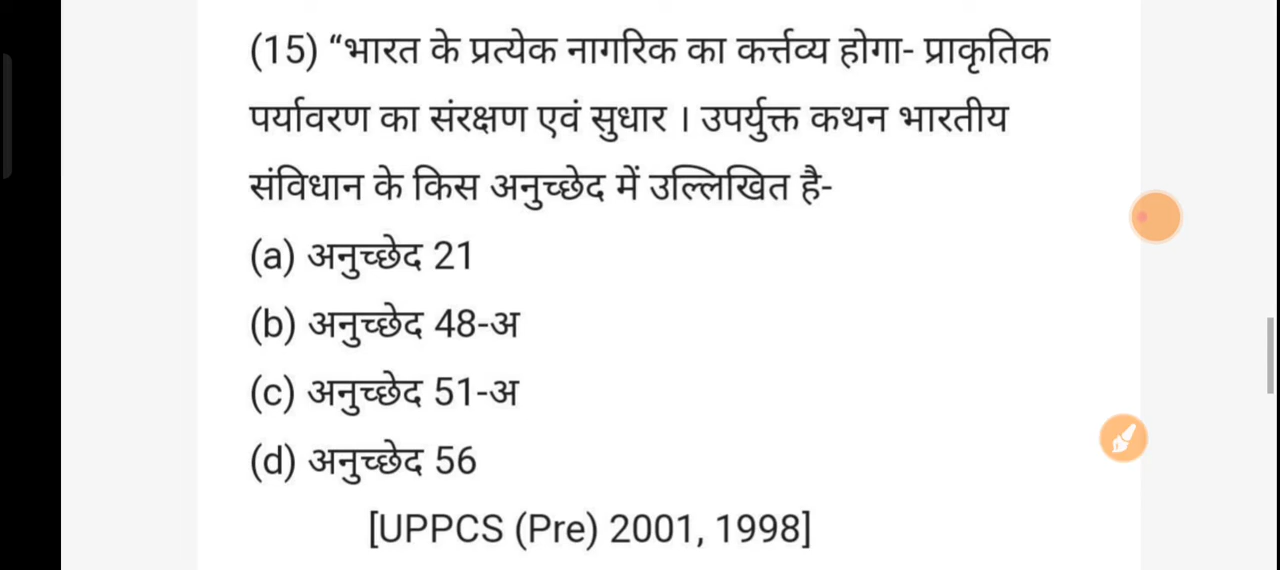 (15) “भारत के प्रत्येक नागरिक का कर्त्तव्य होगा- प्राकृतिक
पर्यावरण का संरक्षण एवं सुधार । उपर्युक्त कथन भारतीय
संविधान के किस अनुच्छेद में उल्लिखित है-
(a) अनुच्छेद 21
(b) अनुच्छेद 48-अ
(c) अनुच्छेद 51-अ
(d) अनुच्छेद 56
[UPPCS (Pre) 2001, 1998]